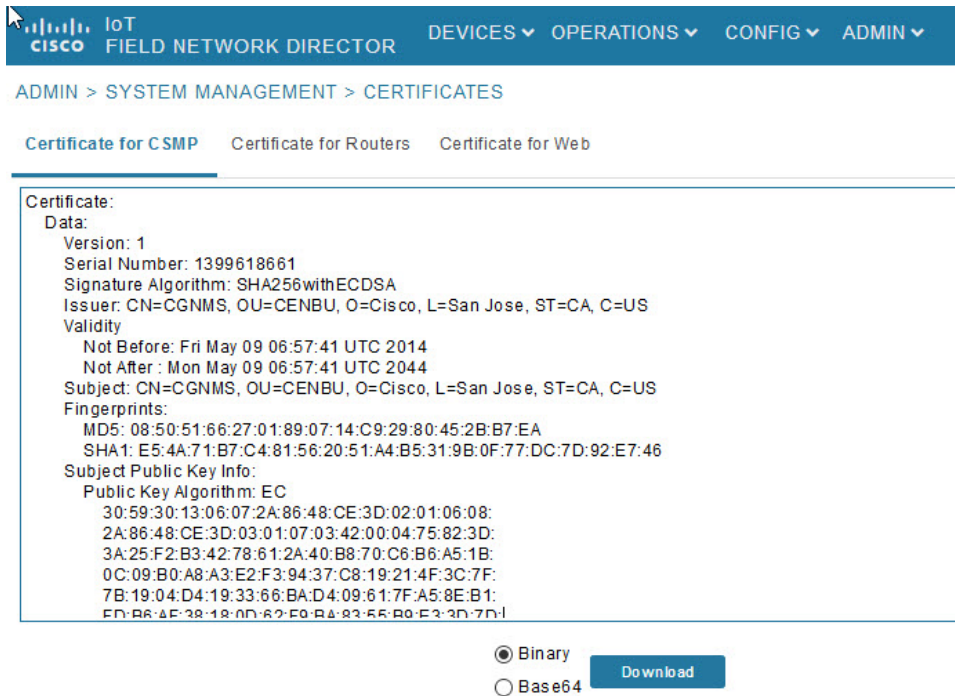 CISCO IoT FIELD NETWORK DIRECTOR DEVICES OPERATIONS CONFIG ADMIN
ADMIN > SYSTEM MANAGEMENT > CERTIFICATES
Certificate for CSMP Certificate for Routers Certificate for Web
Certificate:
Data:
Version: 1
Serial Number: 1399618661
Signature Algorithm: SHA256withECDSA
Issuer: CN=CGNMS, OU=CENBU, O=Cisco, L=San Jose, ST=CA, C=US
Validity
Not Before: Fri May 09 06:57:41 UTC 2014
Not After : Mon May 09 06:57:41 UTC 2044
Subject: CN=CGNMS, OU=CENBU, O=Cisco, L=San Jose, ST=CA, C=US
Fingerprints:
MD5: 08:50:51:66:27:01:89:07:14:C9:29:80:45:2B:B7:EA
SHA1: E5:4A:71:B7:C4:81:56:20:51:A4:B5:31:9B:0F:77:DC:7D:92:E7:46
Subject Public Key Info:
Public Key Algorithm: EC
30:59:30:13:06:07:2A:86:48:CE:3D:02:01:06:08:
2A:86:48:CE:3D:03:01:07:03:42:00:04:75:82:3D:
3A:25:F2:B3:42:78:61:2A:40:B8:70:C6:B6:A5:1B:
0C:09:B0:A8:A3:E2:F3:94:37:C8:19:21:4F:3C:7F:
7B:19:04:D4:19:33:66:BA:D4:09:61:7F:A5:8E:B1:
Binary
Download
Base64